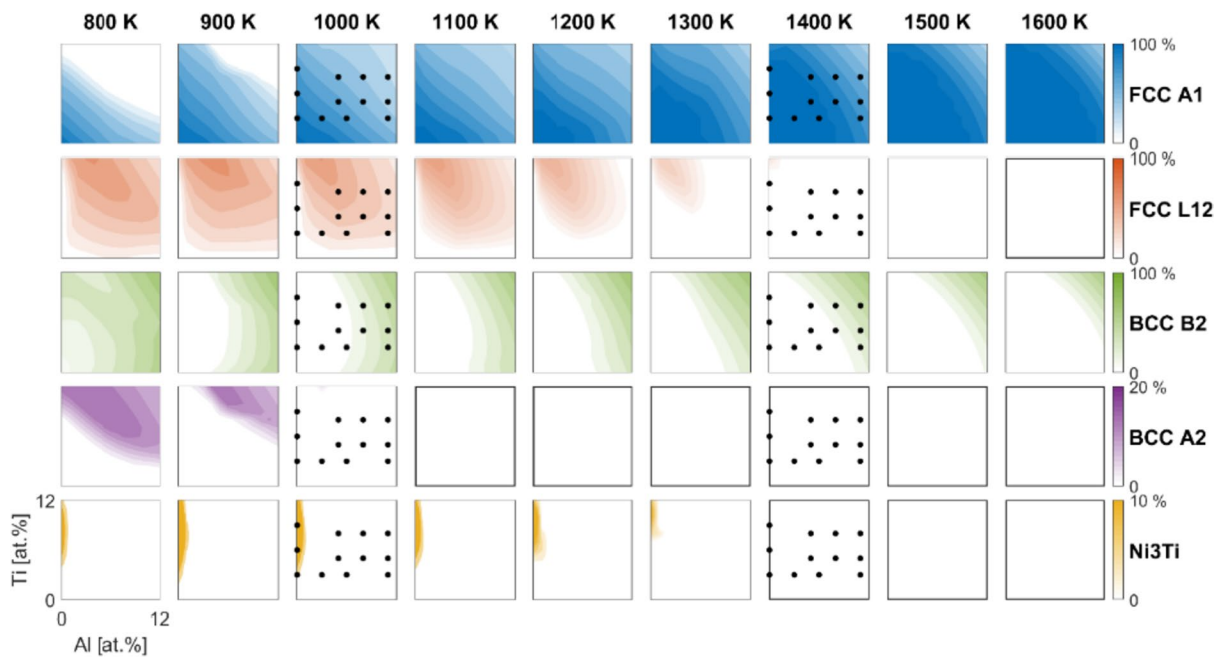 800 K 900 K 1000 K 1100 K 1200 K 1300 K 1400 K 1500 K 1600 K
100 %
FCC A1
0
100 %
FCC L12
0
100 %
BCC B2
0
20 %
BCC A2
0
12
10 %
Ti [at.%]
Ni3Ti
0
0
0 12
Al [at.%]